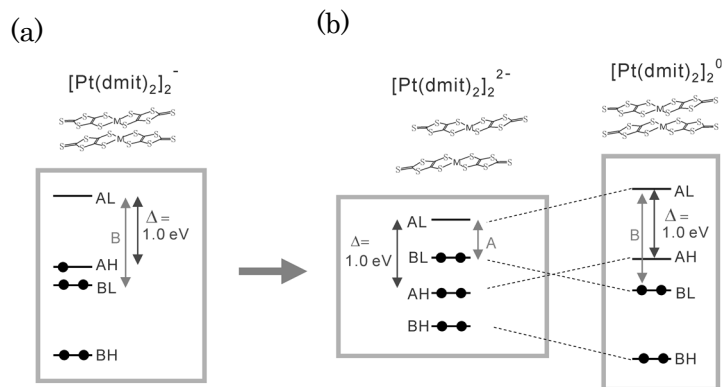 (a)
(b)
[Pt(dmit)₂]₂⁻
[Pt(dmit)₂]₂²⁻
[Pt(dmit)₂]₂⁰
S S S S M S S S S S
S S S S M S S S S S
S S S S M S S S S S
S S S S M S S S S S
S S S S M S S S S S
S S S S M S S S S S
AL
B
Δ=
1.0 eV
AH
BL
BH
AL
Δ=
1.0 eV
A
BL
AH
BH
AL
B
Δ=
1.0 eV
AH
BL
BH